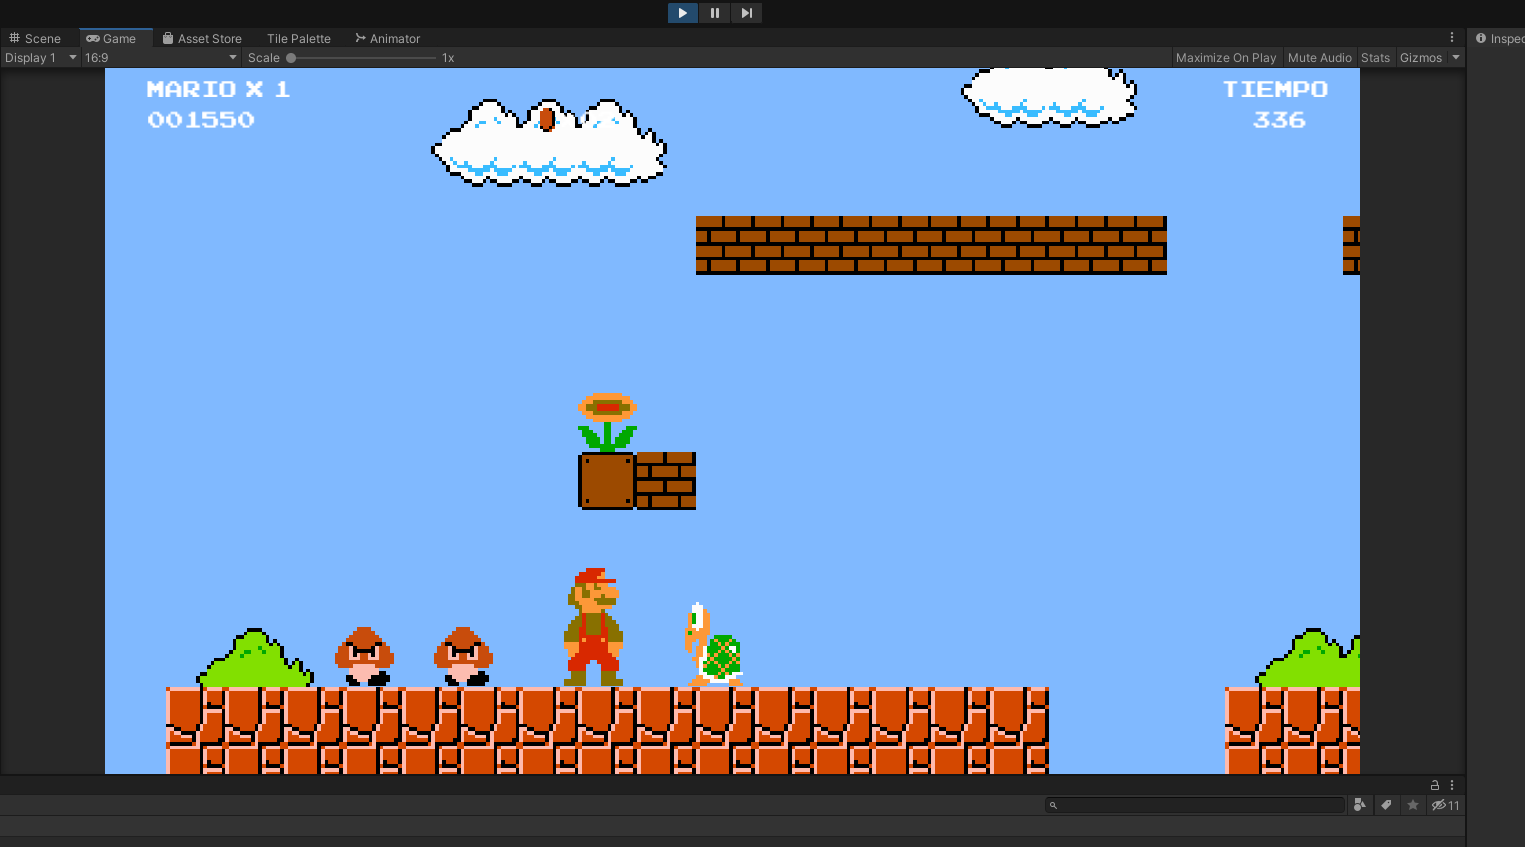 Scene Game Asset Store Tile Palette Animator Inspec
Display 1 16:9 Scale 1x Maximize On Play Mute Audio Stats Gizmos
MARIO X 1 TIEMPO
001550 336
11